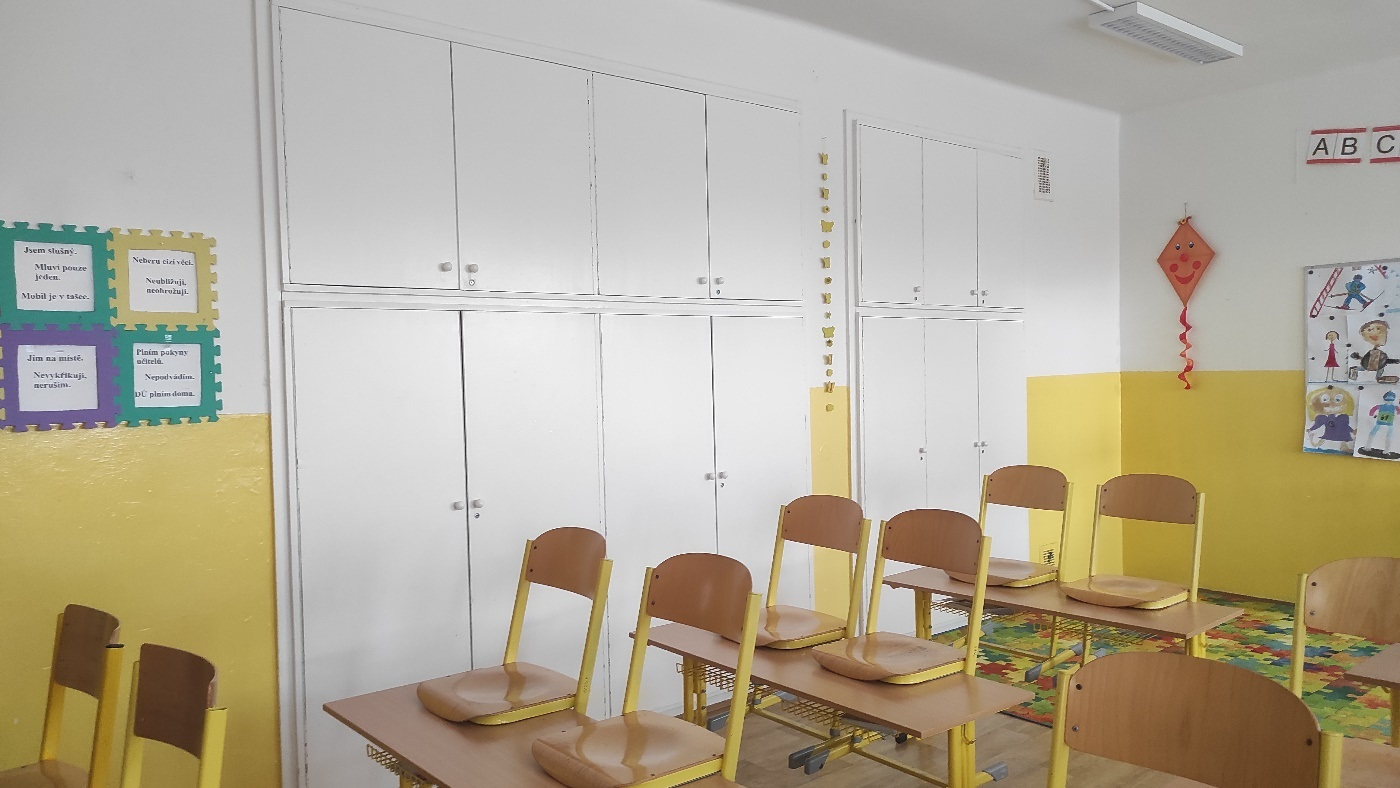 Jsem slušný.
Mluví pouze
jeden.
Mobil je v tašce.
Neberu cizí věci.
Neubližuji,
neohrožuji.
Jím na místě.
Nevykřikuji,
neruším.
Plním pokyny
učitelů.
Nepodvádím.
DÚ plním doma.
A B C